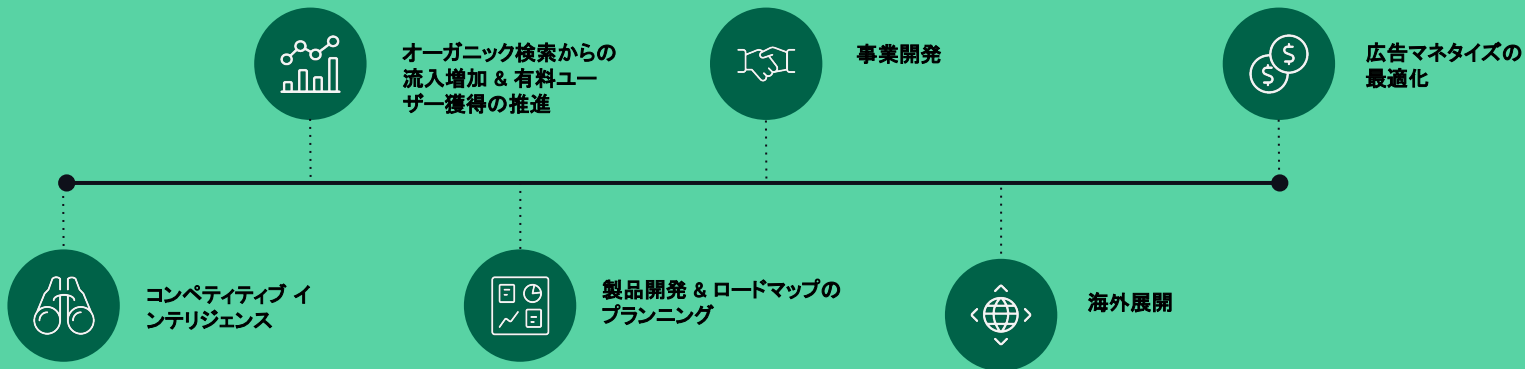 オーガニック検索からの
流入増加 & 有料ユー
ザー獲得の推進
事業開発
広告マネタイズの
最適化
コンペティティブ イ
ンテリジェンス
製品開発 & ロードマップの
プランニング
海外展開